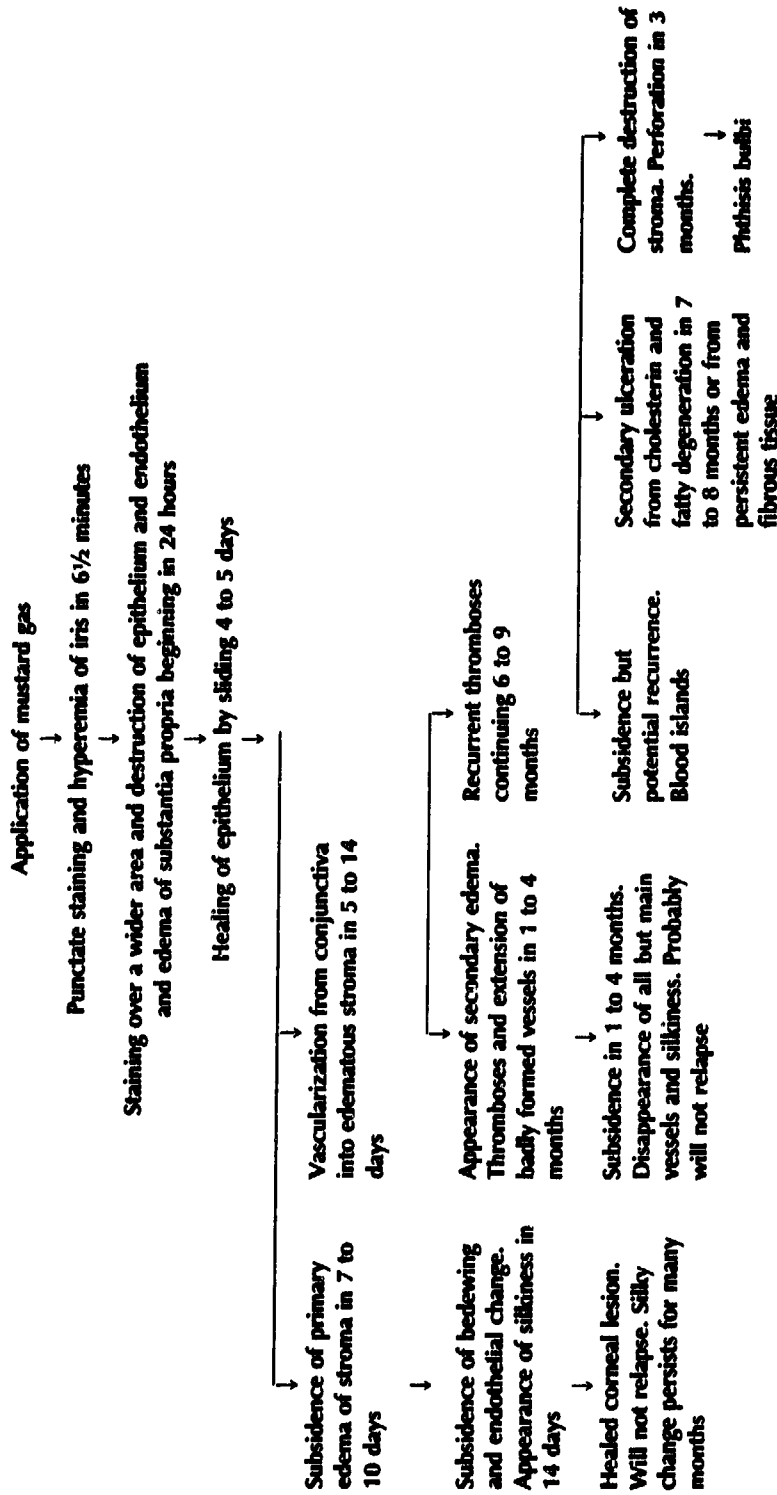 Application of mustard gas
Punctate staining and hyperemia of iris in 6½ minutes
Staining over a wider area and destruction of epithelium and endothelium
and edema of substantia propria beginning in 24 hours
Healing of epithelium by sliding 4 to 5 days
Subsidence of primary
edema of stroma in 7 to
10 days
Vascularization from conjunctiva
into edematous stroma in 5 to 14
days
Subsidence of bedewing
and endothelial change.
Appearance of silkiness in
14 days
Appearance of secondary edema.
Thromboses and extension of
badly formed vessels in 1 to 4
months
Recurrent thromboses
continuing 6 to 9
months
Healed corneal lesion.
Will not relapse. Silky
change persists for many
months
Subsidence in 1 to 4 months.
Disappearance of all but main
vessels and silkiness. Probably
will not relapse
Subsidence but
potential recurrence.
Blood islands
Secondary ulceration
from cholesterin and
fatty degeneration in 7
to 8 months or from
persistent edema and
fibrous tissue
Complete destruction of
stroma. Perforation in 3
months.
Phthisis bulbi